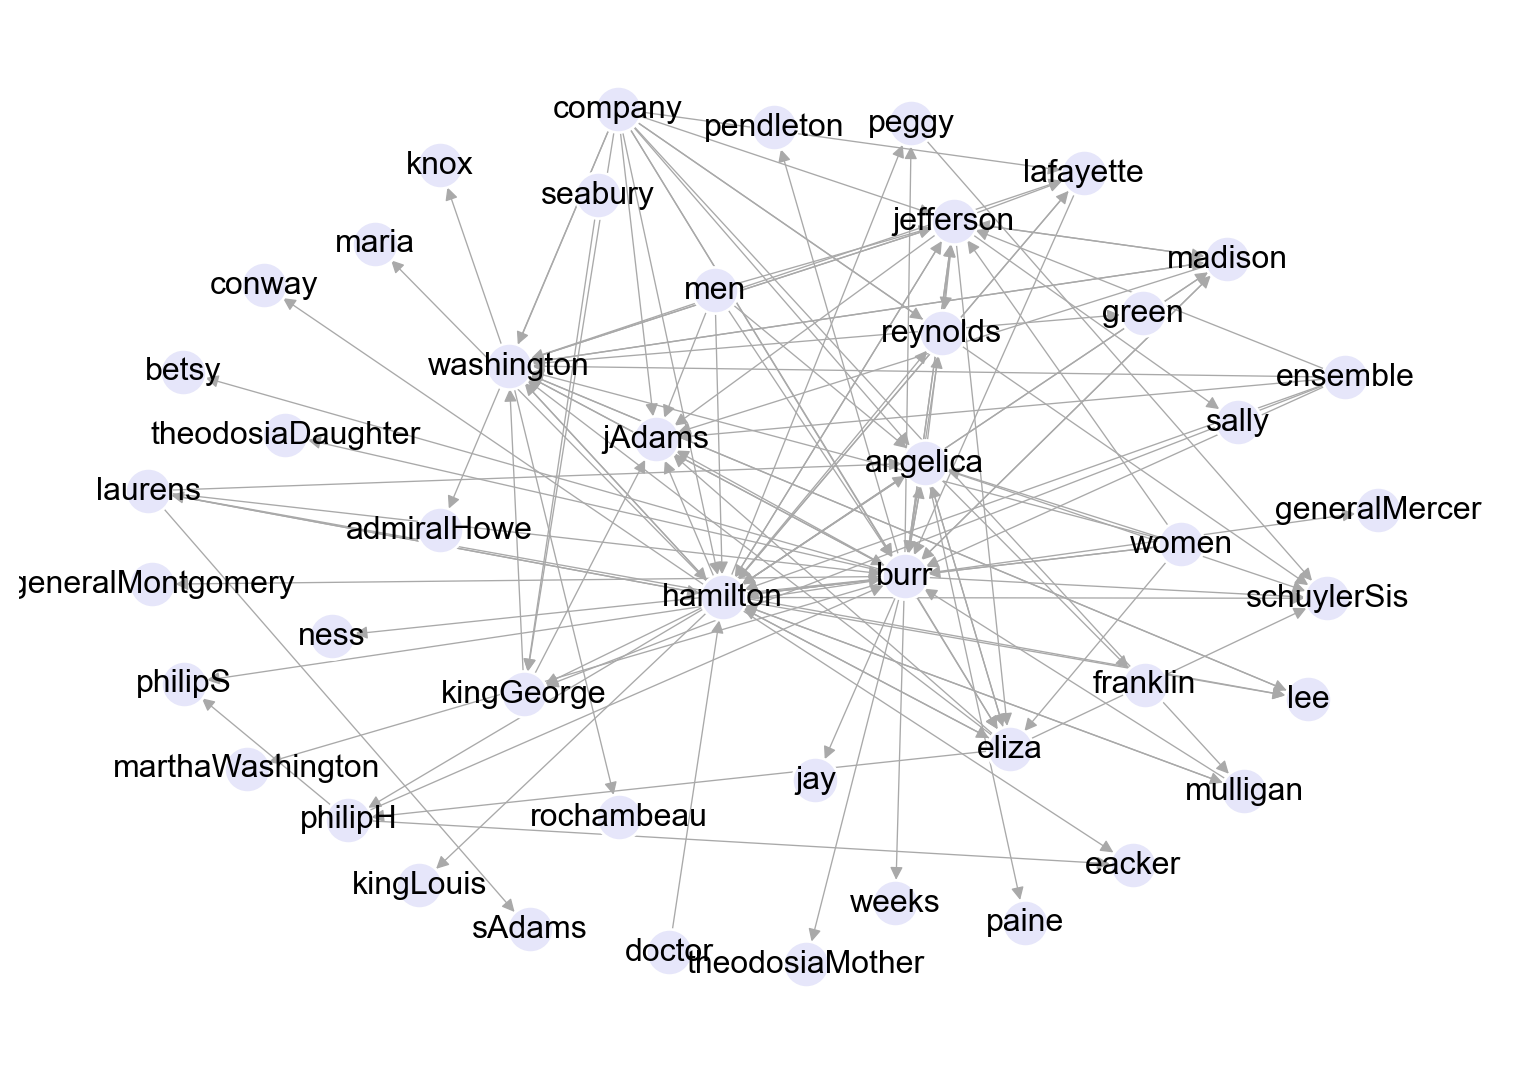 company
pendleton
peggy
knox
lafayette
seabury
jefferson
maria
madison
conway
men
green
reynolds
washington
betsy
ensemble
sally
theodosiaDaughter
jAdams
angelica
laurens
generalMercer
admiralHowe
women
burr
generalMontgomery
hamilton
schuylerSis
ness
philipS
kingGeorge
franklin
lee
eliza
marthaWashington
jay
mulligan
philipH
rochambeau
eacker
kingLouis
weeks
sAdams
paine
doctor
theodosiaMother